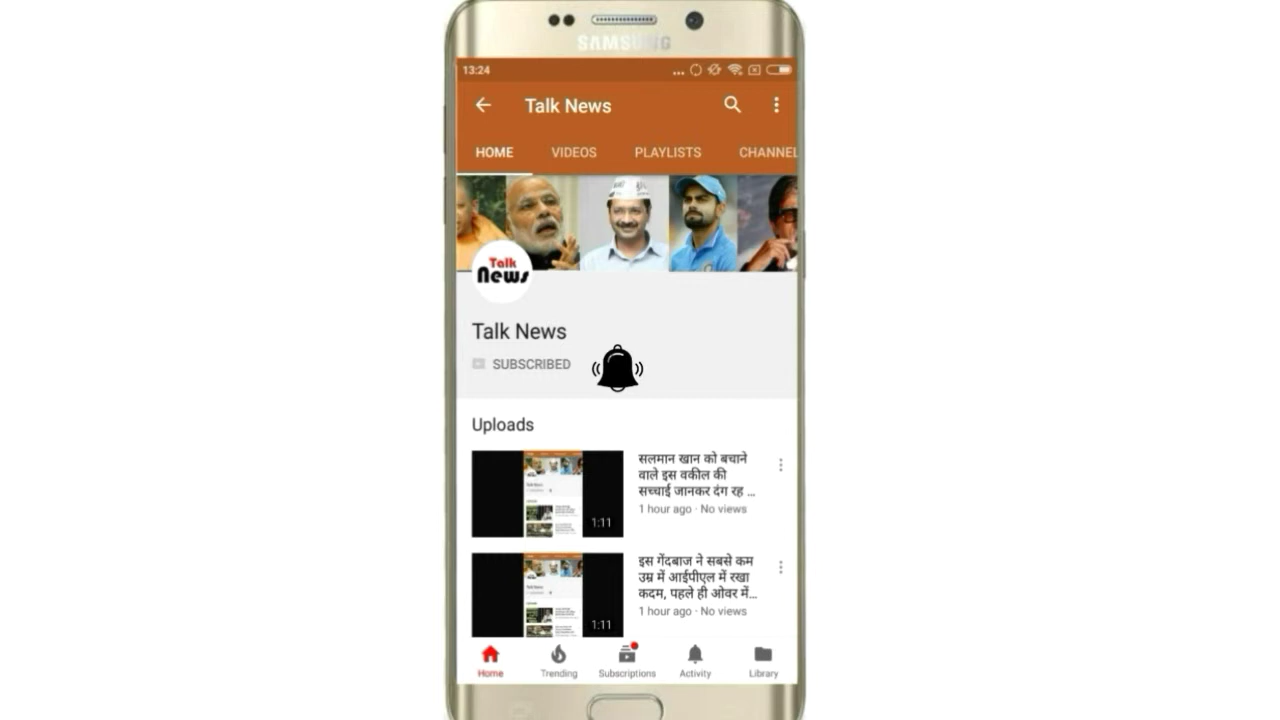 SAMSUNG
13:24
Talk News
HOME VIDEOS PLAYLISTS CHANNEL
Talk
News
Talk News
SUBSCRIBED
Uploads
सलमान खान को बचाने
वाले इस वकील की
सच्चाई जानकर दंग रह ...
1 hour ago · No views
1:11
इस गेंदबाज ने सबसे कम
उम्र में आईपीएल में रखा
कदम, पहले ही ओवर में...
1 hour ago · No views
1:11
Home Trending Subscriptions Activity Library